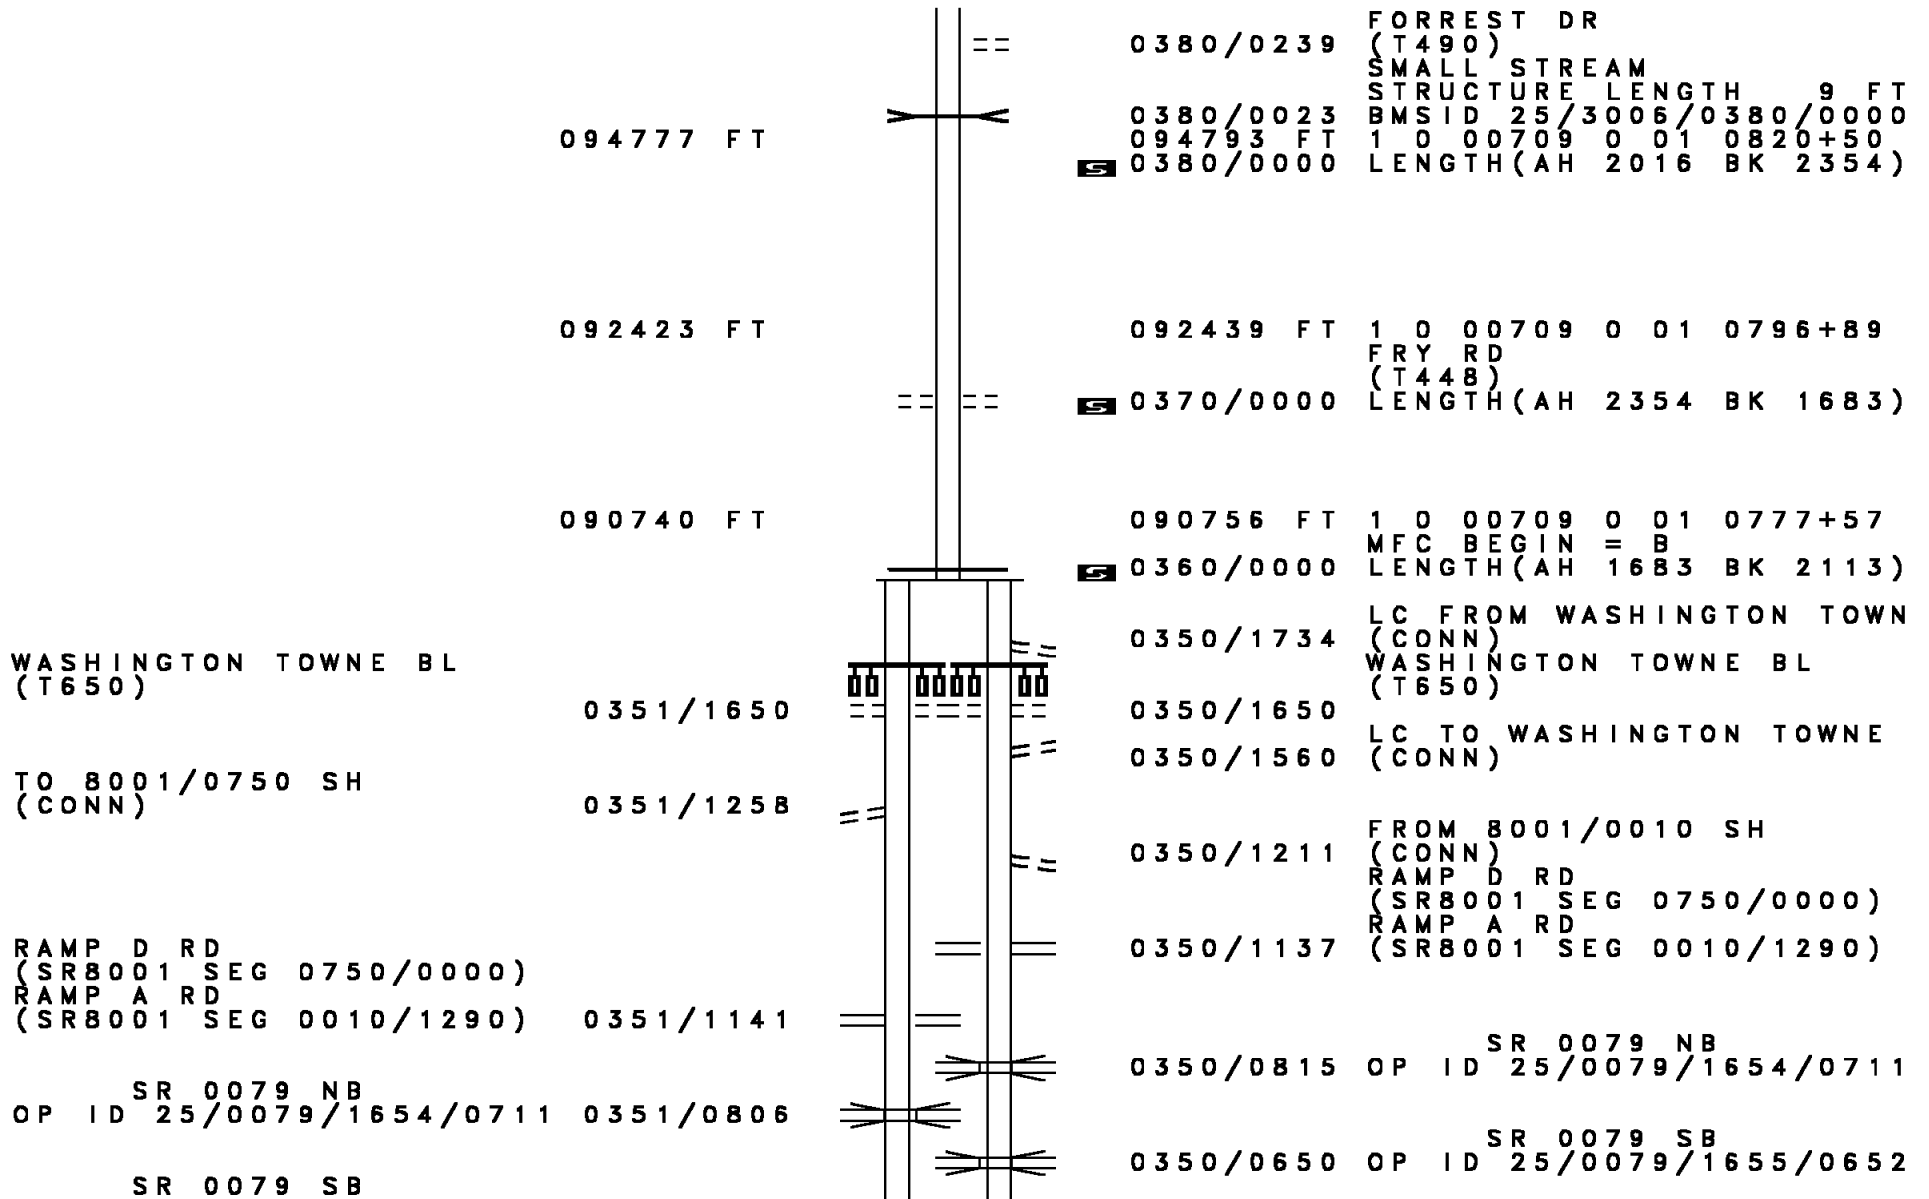 FORREST DR
0380/0239 (T490)
SMALL STREAM
STRUCTURE LENGTH 9 FT
0380/0023 BMSID 25/3006/0380/0000
094777 FT 094793 FT 1 0 00709 0 01 0820+50
S 0380/0000 LENGTH(AH 2016 BK 2354)
092423 FT 092439 FT 1 0 00709 0 01 0796+89
FRY RD
(T448)
S 0370/0000 LENGTH(AH 2354 BK 1683)
090740 FT 090756 FT 1 0 00709 0 01 0777+57
MFC BEGIN = B
S 0360/0000 LENGTH(AH 1683 BK 2113)
LC FROM WASHINGTON TOWN
0350/1734 (CONN)
WASHINGTON TOWNE BL WASHINGTON TOWNE BL
(T650) (T650)
0351/1650 0350/1650
LC TO WASHINGTON TOWNE
0350/1560 (CONN)
TO 8001/0750 SH
(CONN) 0351/1258
FROM 8001/0010 SH
0350/1211 (CONN)
RAMP D RD
(SR8001 SEG 0750/0000)
RAMP A RD
0350/1137 (SR8001 SEG 0010/1290)
RAMP D RD
(SR8001 SEG 0750/0000)
RAMP A RD
(SR8001 SEG 0010/1290) 0351/1141
SR 0079 NB
0350/0815 OP ID 25/0079/1654/0711
SR 0079 NB
OP ID 25/0079/1654/0711 0351/0806
SR 0079 SB
0350/0650 OP ID 25/0079/1655/0652
SR 0079 SB